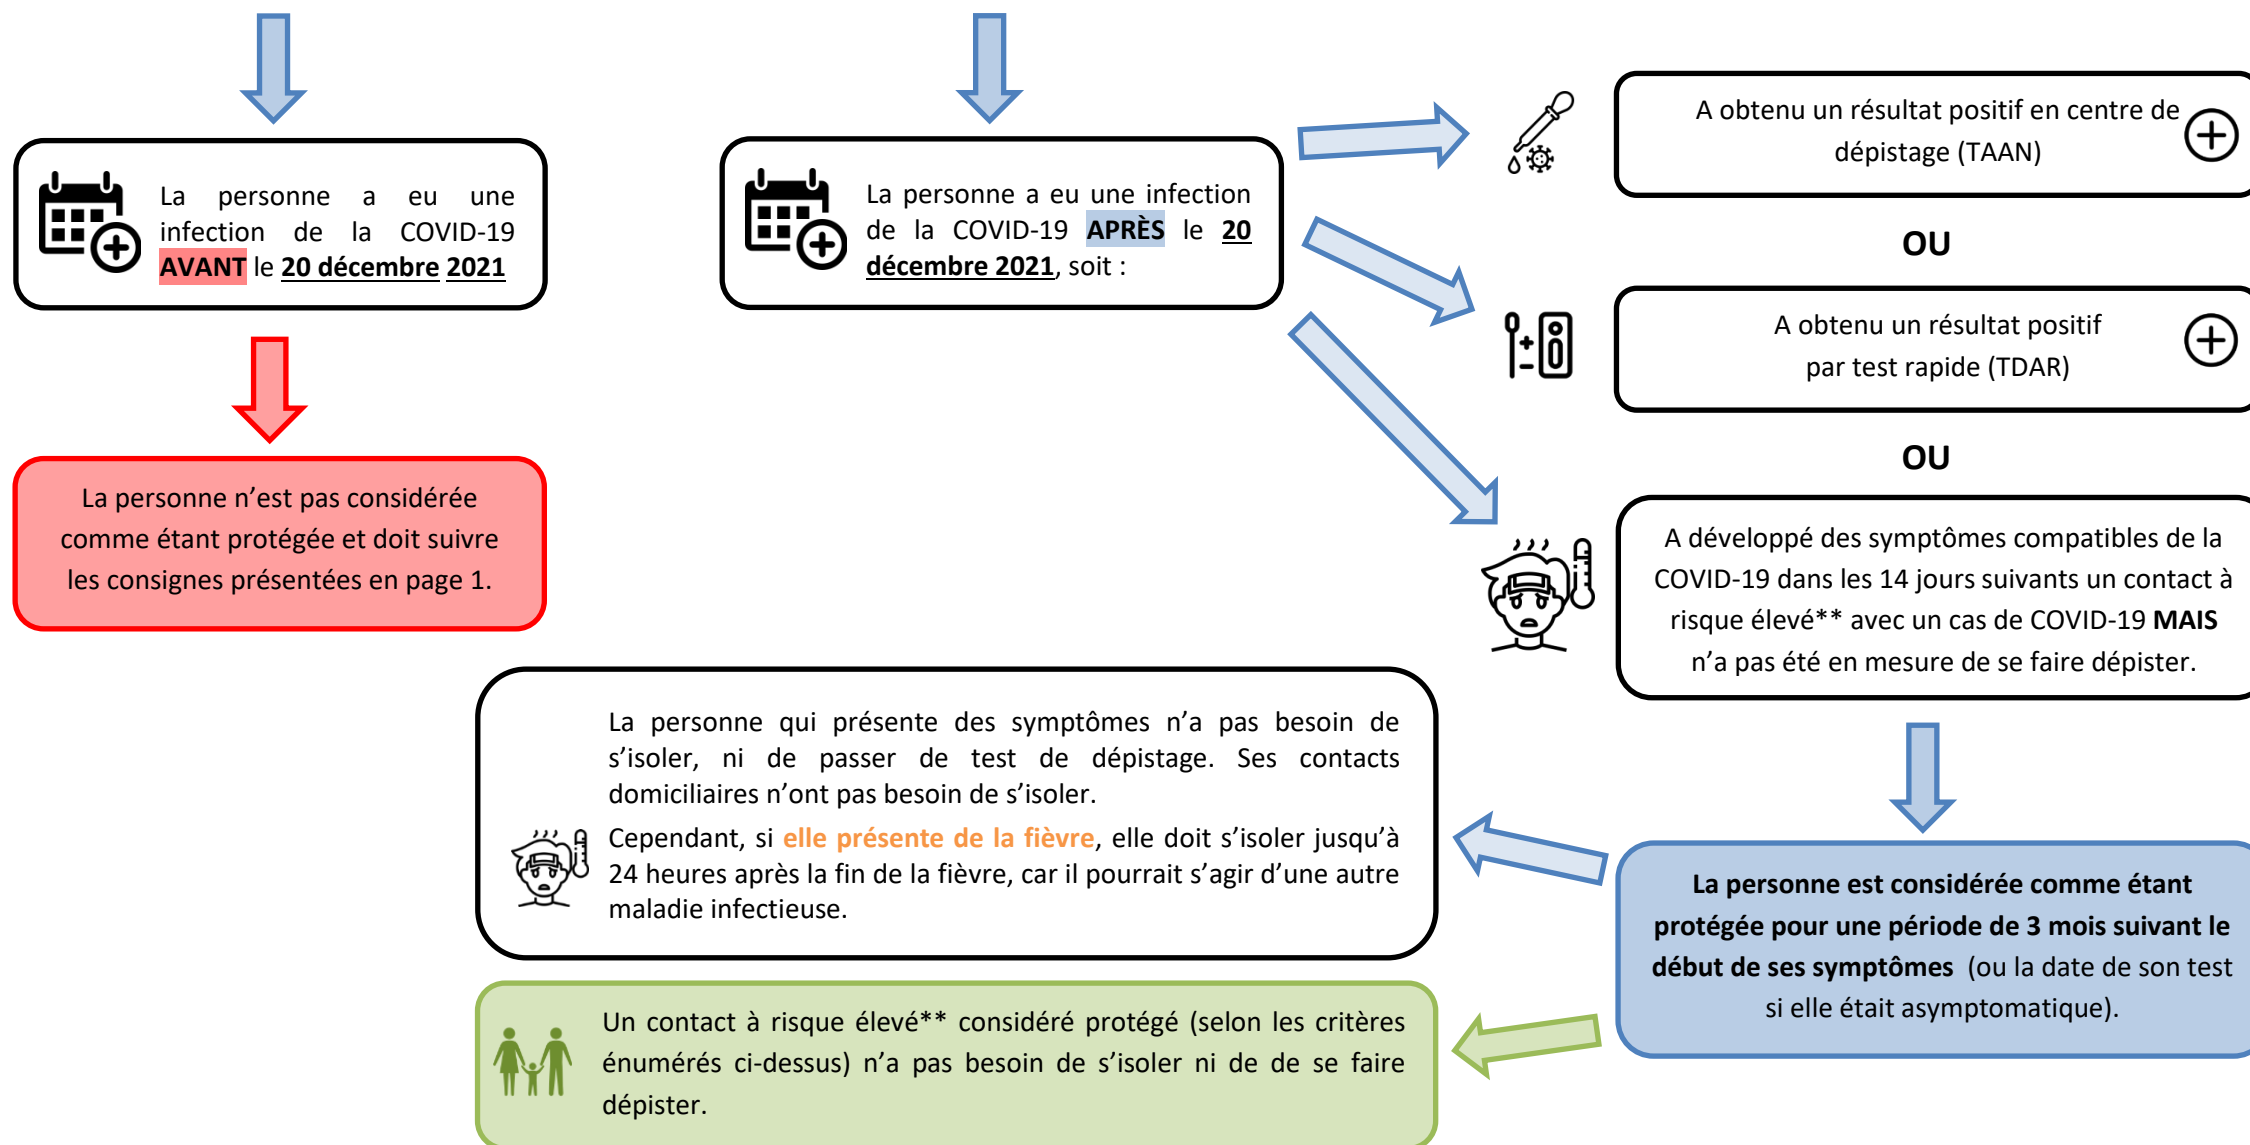 La personne a eu une
infection de la COVID-19
AVANT le 20 décembre 2021
La personne n’est pas considérée
comme étant protégée et doit suivre
les consignes présentées en page 1.
La personne a eu une infection
de la COVID-19 APRÈS le 20
décembre 2021, soit :
A obtenu un résultat positif en centre de
dépistage (TAAN)
OU
A obtenu un résultat positif
par test rapide (TDAR)
OU
A développé des symptômes compatibles de la
COVID-19 dans les 14 jours suivants un contact à
risque élevé** avec un cas de COVID-19 MAIS
n’a pas été en mesure de se faire dépister.
La personne est considérée comme étant
protégée pour une période de 3 mois suivant le
début de ses symptômes (ou la date de son test
si elle était asymptomatique).
La personne qui présente des symptômes n’a pas besoin de
s’isoler, ni de passer de test de dépistage. Ses contacts
domiciliaires n’ont pas besoin de s’isoler.
Cependant, si elle présente de la fièvre, elle doit s’isoler jusqu’à
24 heures après la fin de la fièvre, car il pourrait s’agir d’une autre
maladie infectieuse.
Un contact à risque élevé** considéré protégé (selon les critères
énumérés ci-dessus) n’a pas besoin de s’isoler ni de de se faire
dépister.